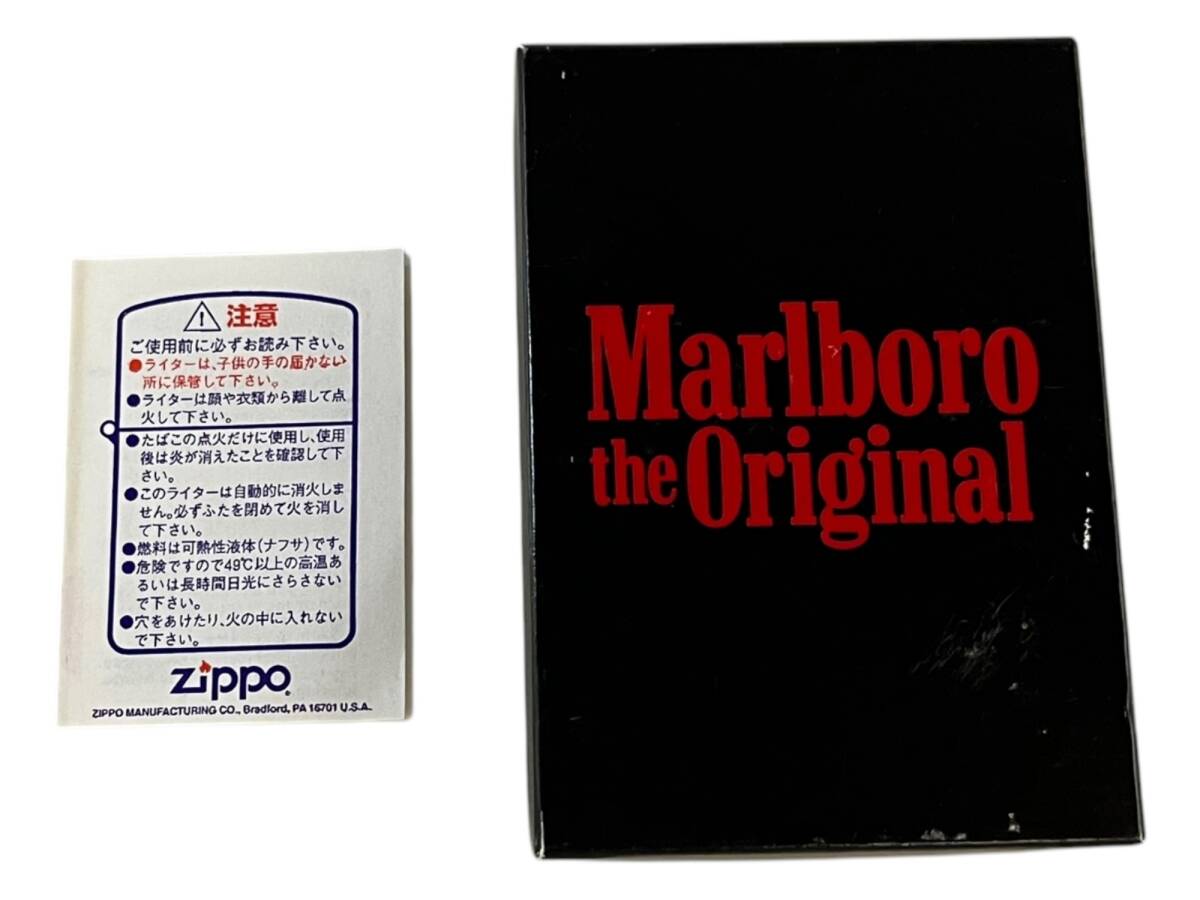 注意
ご使用前に必ずお読み下さい。
●ライターは、子供の手の届かない
所に保管して下さい。
●ライターは顔や衣類から離して点
火して下さい。
●たばこの点火だけに使用し、使用
後は炎が消えたことを確認して下
さい。
●このライターは自動的に消火しま
せん。必ずふたを閉めて火を消し
て下さい。
●燃料は可熱性液体(ナフサ)です。
●危険ですので49℃以上の高温あ
るいは長時間日光にさらさない
で下さい。
●穴をあけたり、火の中に入れない
で下さい。
zippo
ZIPPO MANUFACTURING CO., Bradford, PA 16701 U.S.A.
Marlboro
the Original